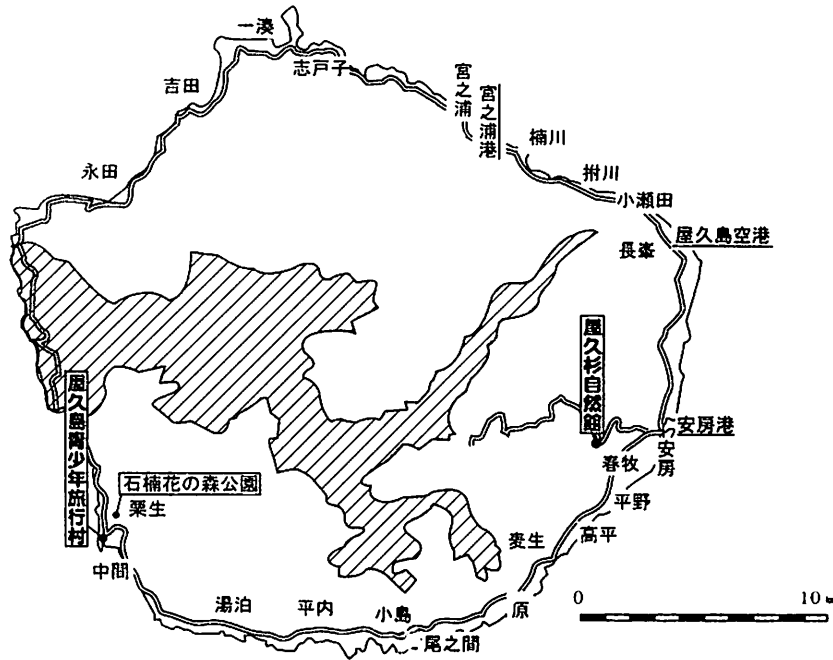 一湊
志戸子
吉田
宮之浦
宮之浦港
楠川
永田
拊川
小瀬田
長峯
屋久島空港
屋久杉自然館
屋久島青少年旅行村
安房港
安房
春牧
石楠花の森公園
栗生
平野
高平
麦生
中間
湯泊
平内
小島
原
尾之間
0
10